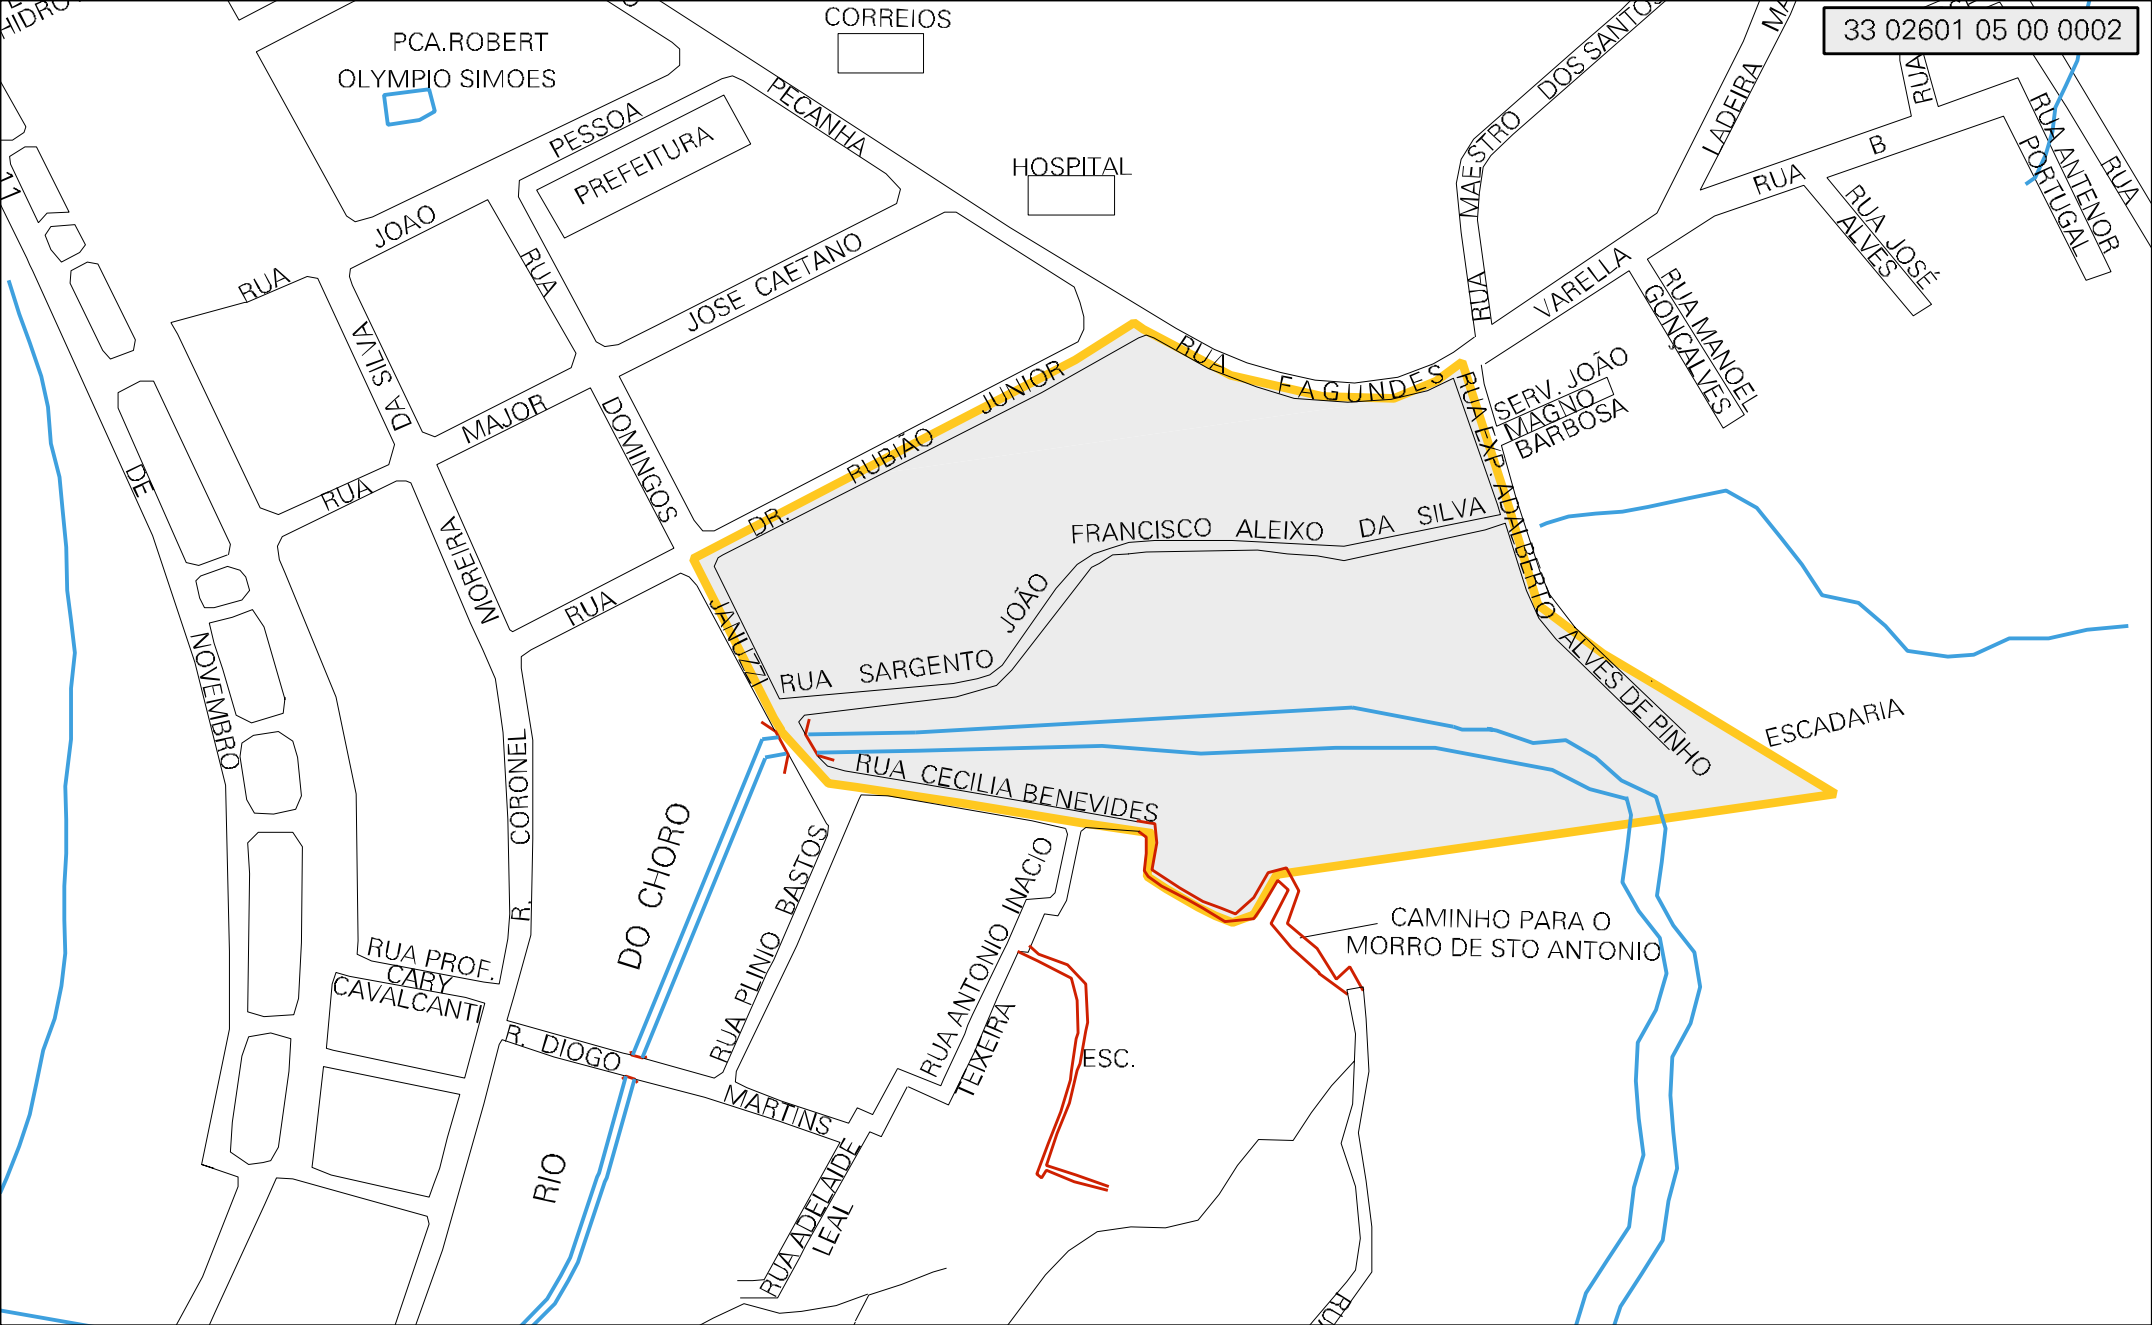 33 02601 05 00 0002
CORREIOS
PCA.ROBERT
OLYMPIO SIMOES
PESSOA
PREFEITURA
PECANHA
HOSPITAL
JOAO
RUA
RUA
JOSE CAETANO
DA SILVA
MAJOR
RUA
DOMINGOS
DE
11
NOVEMBRO
MOREIRA
RUA
R. CORONEL
RUA MAESTRO DOS SANTOS
LADEIRA
RUA
RUA B
RUA ANTENOR
PORTUGAL
RUA
RUA JOSÉ
ALVES
VARELLA
RUA MANOEL
GONÇALVES
SERV. JOÃO
MAGNO
BARBOSA
RUA FAGUNDES
DR. RUBIÃO JUNIOR
JANUZZI
RUA EXP. ADALBERTO ALVES DE PINHO
RUA SARGENTO JOÃO FRANCISCO ALEIXO DA SILVA
ESCADARIA
RUA CECILIA BENEVIDES
RIO DO CHORO
RUA PLINIO BASTOS
RUA ANTONIO INACIO
TEIXEIRA
CAMINHO PARA O
MORRO DE STO ANTONIO
ESC.
RUA PROF.
CARY
CAVALCANTI
R. DIOGO MARTINS
RUA ADELAIDE
LEAL